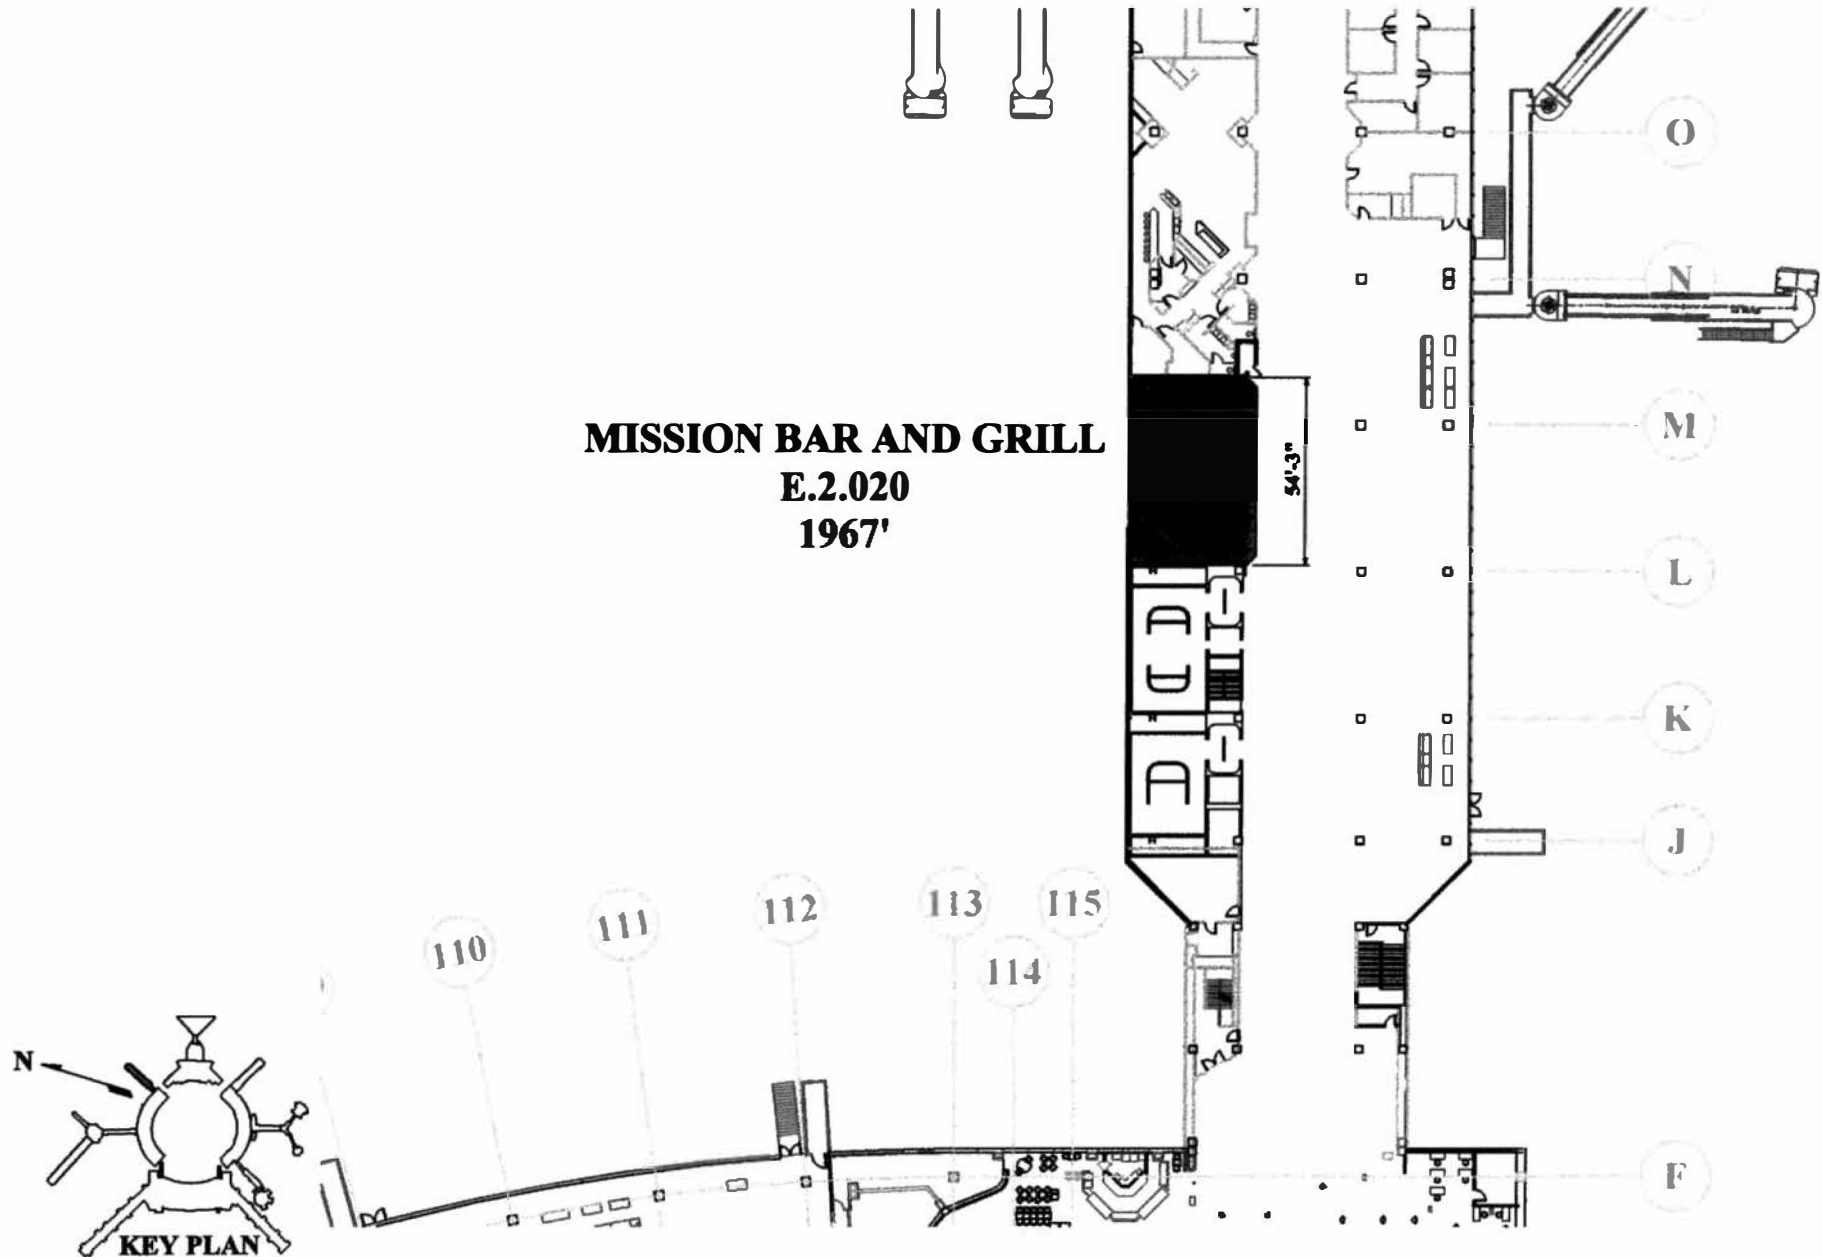 O
N
MISSION BAR AND GRILL
E.2.020
1967'
54'-3"
M
L
K
J
110
111
112
113
114
115
F
N
KEY PLAN